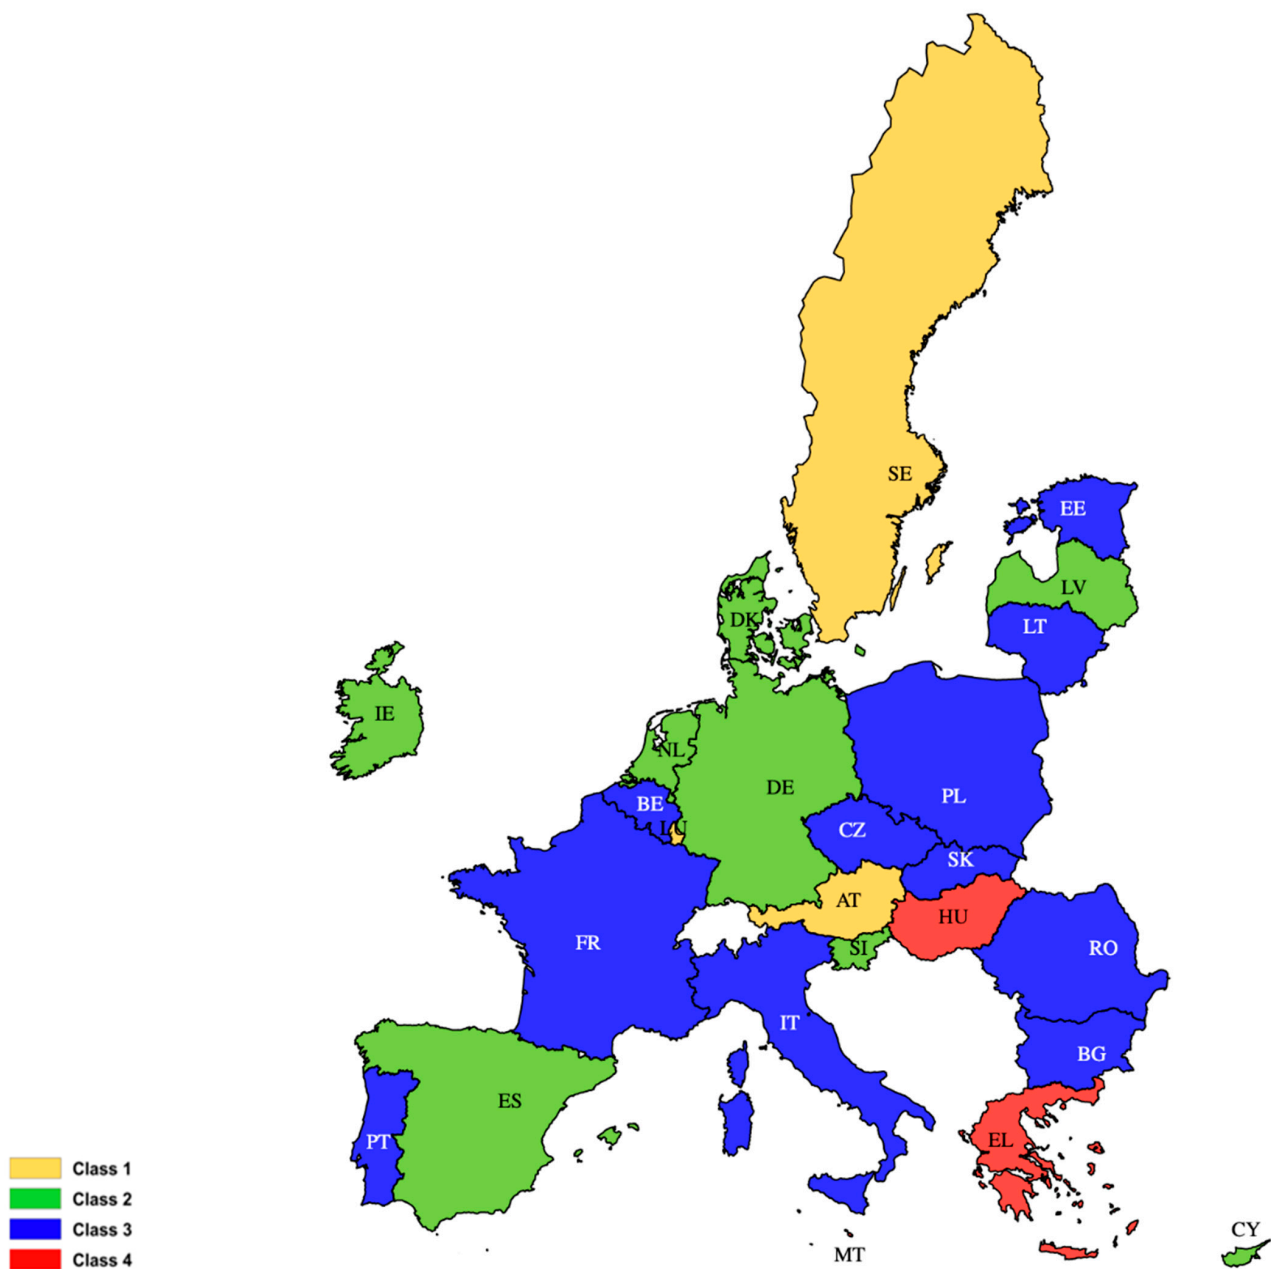 SE
EE
LV
DK
LT
IE
NL
DE
PL
BE
LU
CZ
SK
AT
HU
SI
FR
RO
IT
BG
ES
EL
PT
Class 1
Class 2
Class 3
Class 4
CY
MT